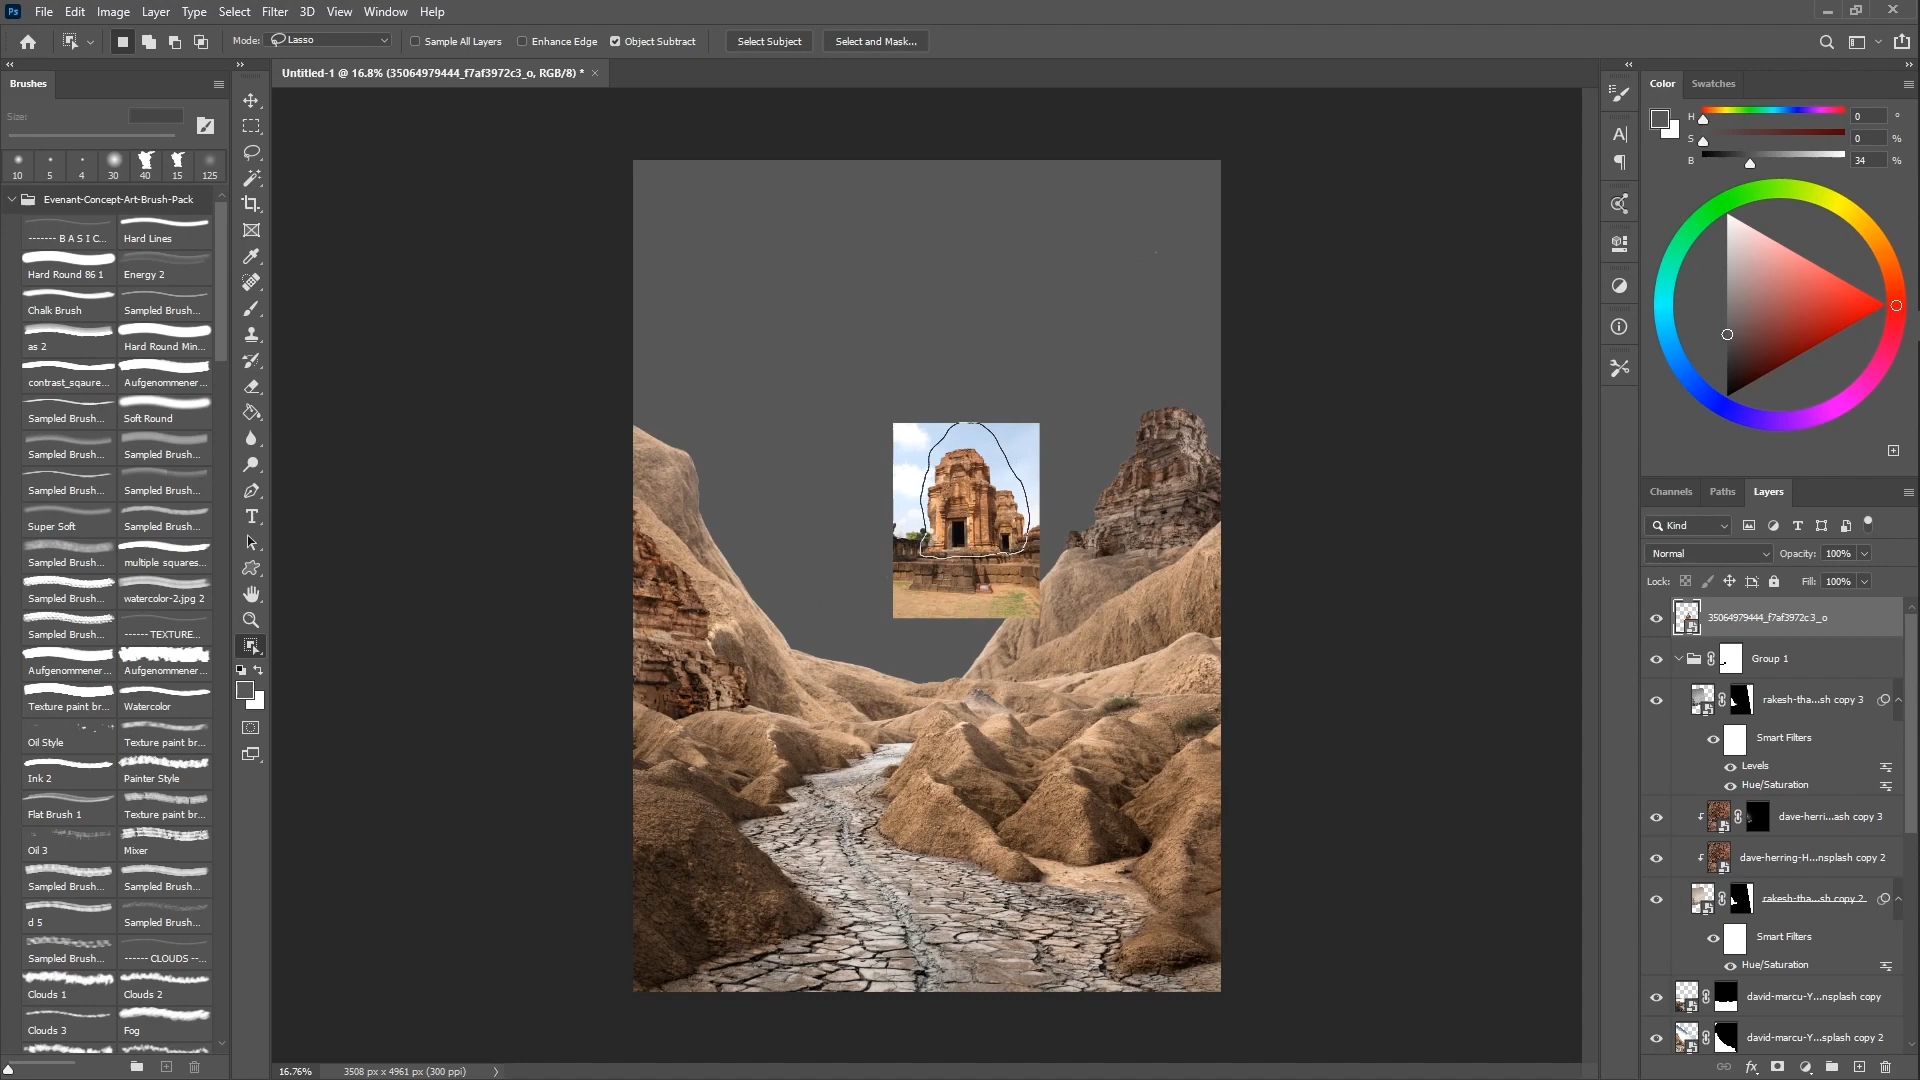 Ps File Edit Image Layer Type Select Filter 3D View Window Help
Mode: Lasso Sample All Layers Enhance Edge Object Subtract Select Subject Select and Mask...
Untitled-1 @ 16.8% (35064979444_f7af3972c3_o, RGB/8) *
Brushes
Size:
10 5 4 30 40 15 125
Evenant-Concept-Art-Brush-Pack
------- B A S I C... Hard Lines
Hard Round 86 1 Energy 2
Chalk Brush Sampled Brush...
as 2 Hard Round Min...
contrast_sqaure... Aufgenommener...
Sampled Brush... Soft Round
Sampled Brush... Sampled Brush...
Sampled Brush... Sampled Brush...
Super Soft Sampled Brush...
Sampled Brush... multiple squares...
Sampled Brush... watercolor-2.jpg 2
Sampled Brush... ------ TEXTURE...
Aufgenommener... Aufgenommener...
Texture paint br... Watercolor
Oil Style Texture paint br...
Ink 2 Painter Style
Flat Brush 1 Texture paint br...
Oil 3 Mixer
Sampled Brush... Sampled Brush...
d 5 Sampled Brush...
Sampled Brush... ------ CLOUDS --...
Clouds 1 Clouds 2
Clouds 3 Fog
16.76% 3508 px x 4961 px (300 ppi)
Color Swatches
H 0 °
S 0 %
B 34 %
Channels Paths Layers
Kind
Normal Opacity: 100%
Lock: Fill: 100%
35064979444_f7af3972c3_o
Group 1
rakesh-tha...sh copy 3
Smart Filters
Levels
Hue/Saturation
dave-herri...ash copy 3
dave-herring-H...nsplash copy 2
rakesh-tha...sh copy 2
Smart Filters
Hue/Saturation
david-marcu-Y...nsplash copy
david-marcu-Y...splash copy 2